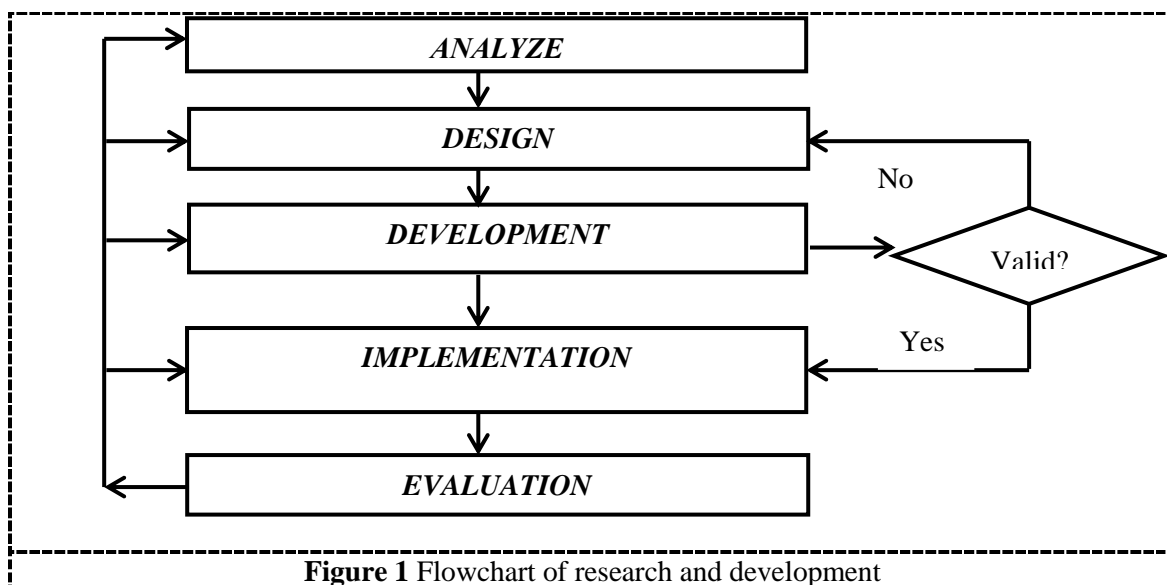 ANALYZE
DESIGN
No
DEVELOPMENT
Valid?
Yes
IMPLEMENTATION
EVALUATION
Figure 1 Flowchart of research and development